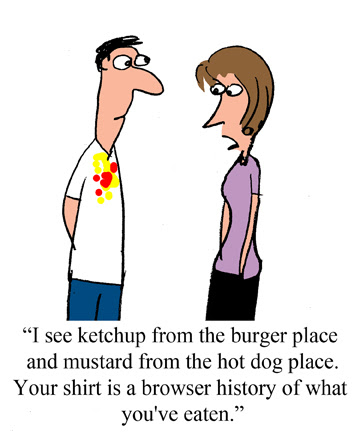 “I see ketchup from the burger place
and mustard from the hot dog place.
Your shirt is a browser history of what
you've eaten.”